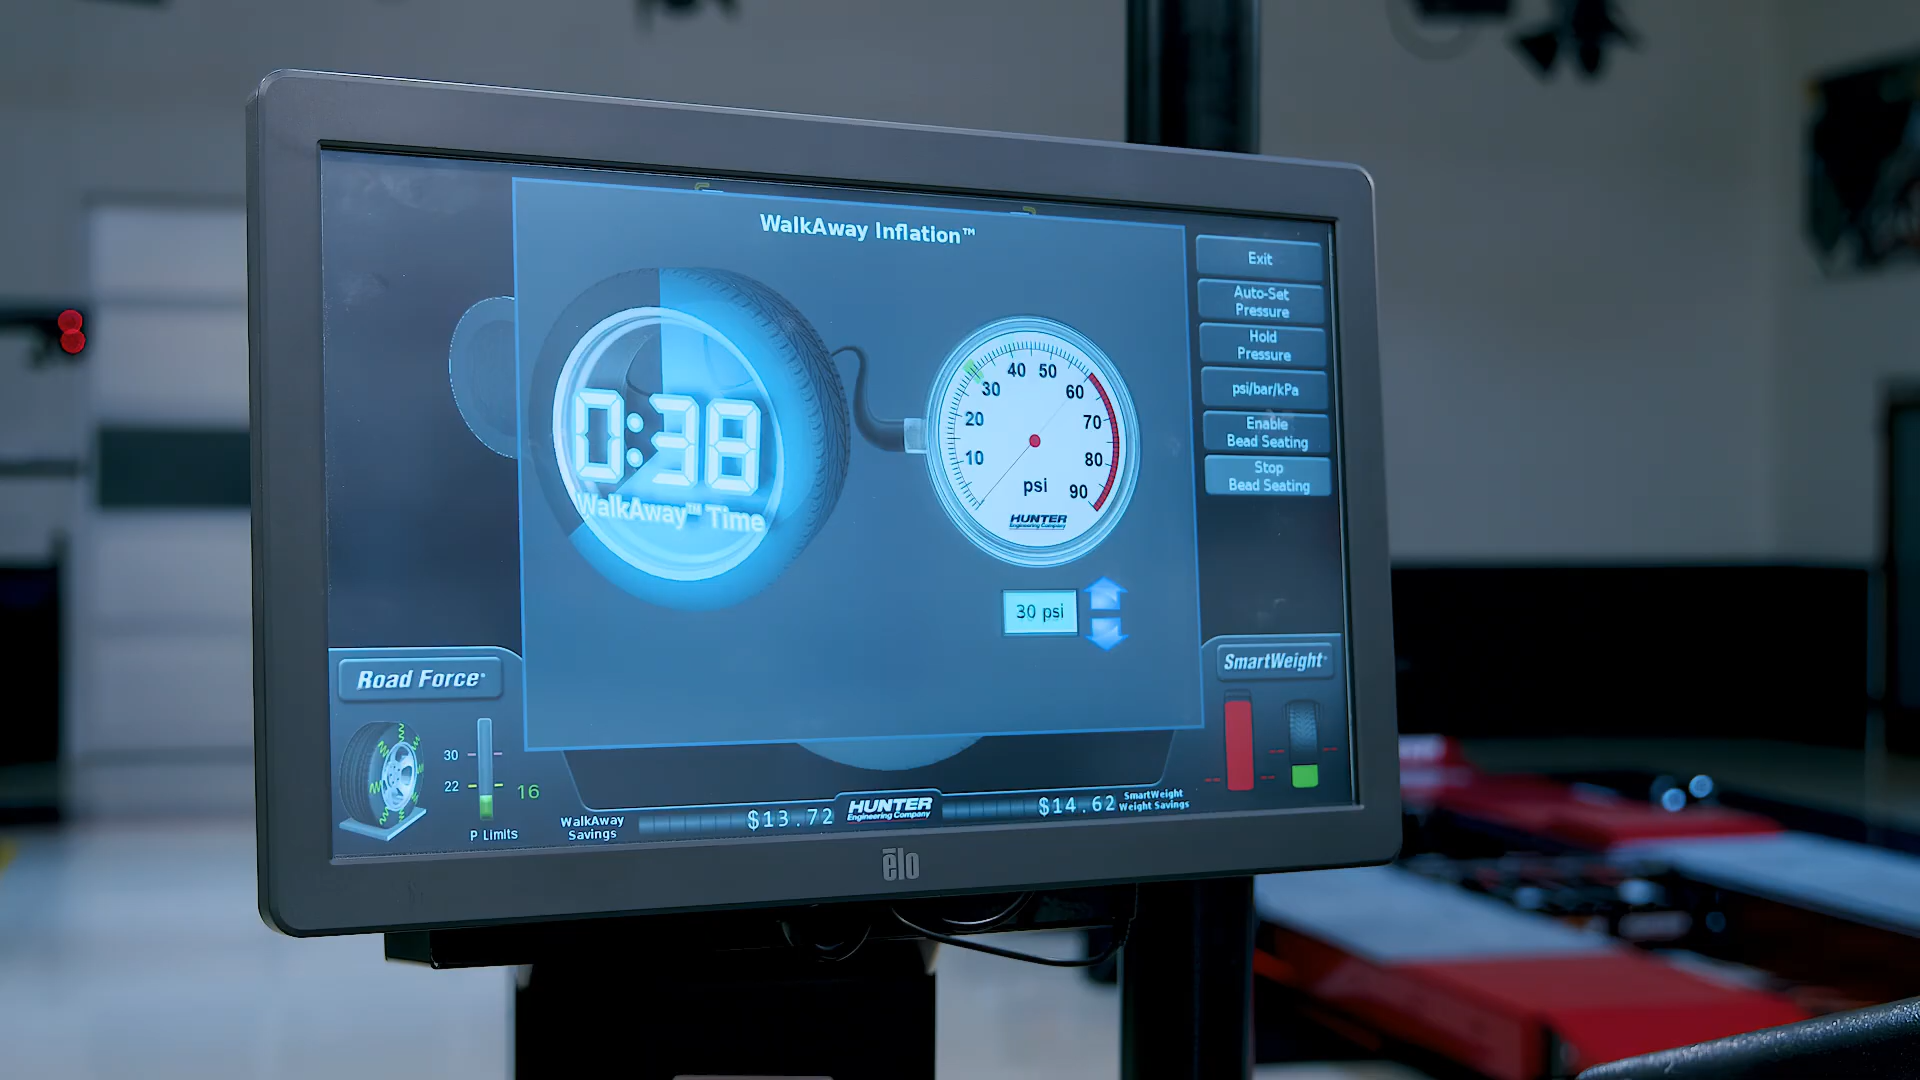 WalkAway Inflation™
0:38
WalkAway™ Time
10
20
30
40
50
60
70
80
90
psi
HUNTER
Engineering Company
30 psi
Exit
Auto-Set
Pressure
Hold
Pressure
psi/bar/kPa
Enable
Bead Seating
Stop
Bead Seating
Road Force®
30
22
16
P Limits
WalkAway
Savings
$13.72
HUNTER
Engineering Company
$14.62
SmartWeight
Weight Savings
SmartWeight®
elo